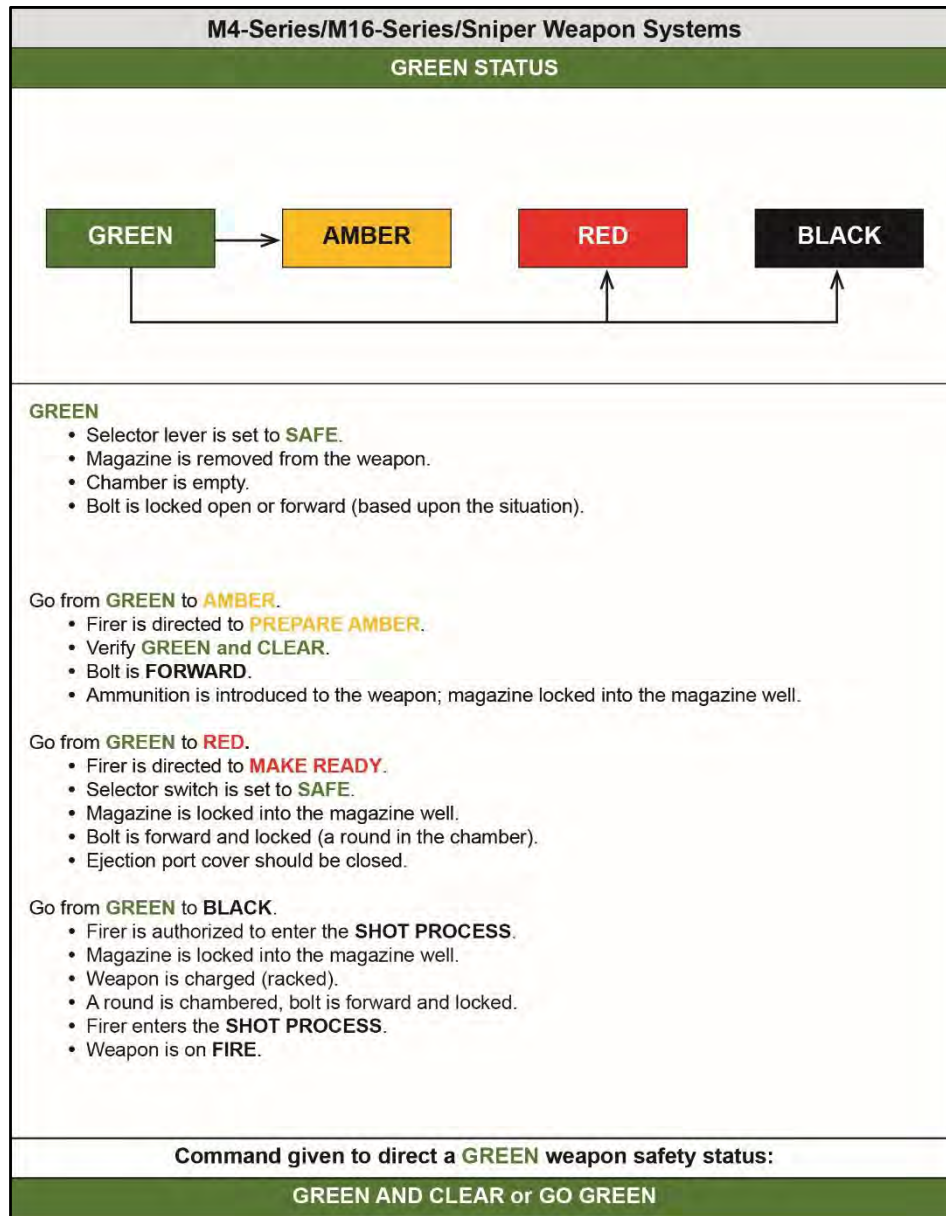 M4-Series/M16-Series/Sniper Weapon Systems
GREEN STATUS
GREEN
AMBER
RED
BLACK
GREEN
• Selector lever is set to SAFE.
• Magazine is removed from the weapon.
• Chamber is empty.
• Bolt is locked open or forward (based upon the situation).
Go from GREEN to AMBER.
• Firer is directed to PREPARE AMBER.
• Verify GREEN and CLEAR.
• Bolt is FORWARD.
• Ammunition is introduced to the weapon; magazine locked into the magazine well.
Go from GREEN to RED.
• Firer is directed to MAKE READY.
• Selector switch is set to SAFE.
• Magazine is locked into the magazine well.
• Bolt is forward and locked (a round in the chamber).
• Ejection port cover should be closed.
Go from GREEN to BLACK.
• Firer is authorized to enter the SHOT PROCESS.
• Magazine is locked into the magazine well.
• Weapon is charged (racked).
• A round is chambered, bolt is forward and locked.
• Firer enters the SHOT PROCESS.
• Weapon is on FIRE.
Command given to direct a GREEN weapon safety status:
GREEN AND CLEAR or GO GREEN